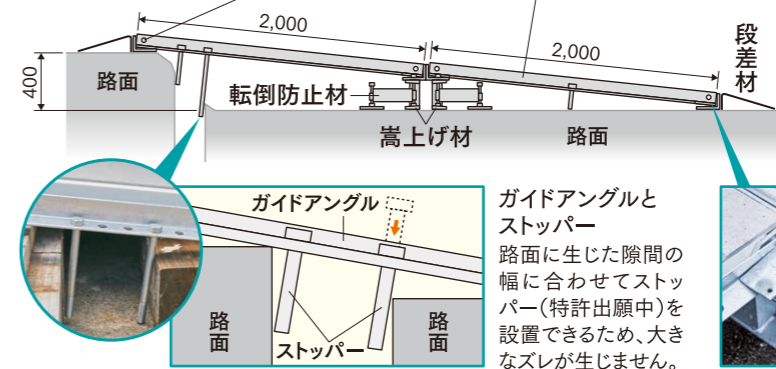 2,000
2,000
段差材
400
路面
転倒防止材
嵩上げ材
路面
ガイドアングル
路面
ストッパー
路面
ガイドアングルと
ストッパー
路面に生じた隙間の
幅に合わせてストッ
パー(特許出願中)を
設置できるため、大き
なズレが生じません。